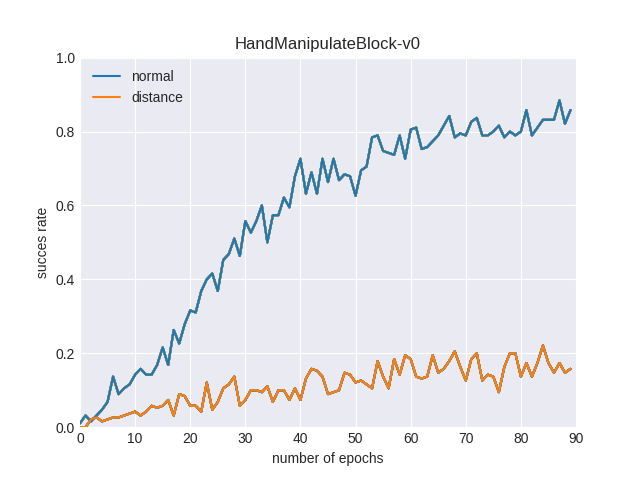 HandManipulateBlock-v0
1.0
0.8
0.6
0.4
0.2
0.0
succes rate
normal
distance
0 10 20 30 40 50 60 70 80 90
number of epochs